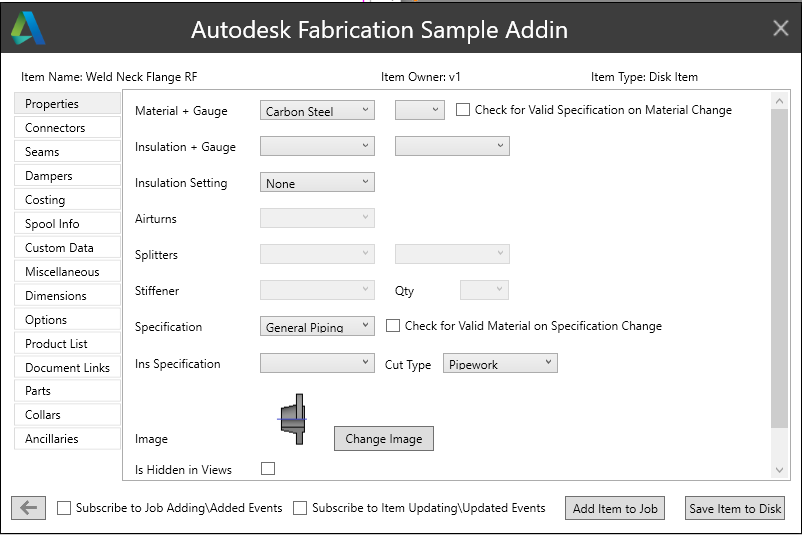 Autodesk Fabrication Sample Addin
Item Name: Weld Neck Flange RF Item Owner: v1 Item Type: Disk Item
Properties
Connectors
Seams
Dampers
Costing
Spool Info
Custom Data
Miscellaneous
Dimensions
Options
Product List
Document Links
Parts
Collars
Ancillaries
Material + Gauge Carbon Steel Check for Valid Specification on Material Change
Insulation + Gauge
Insulation Setting None
Airturns
Splitters
Stiffener Qty
Specification General Piping Check for Valid Material on Specification Change
Ins Specification Cut Type Pipework
Image Change Image
Is Hidden in Views
Subscribe to Job Adding\Added Events Subscribe to Item Updating\Updated Events Add Item to Job Save Item to Disk